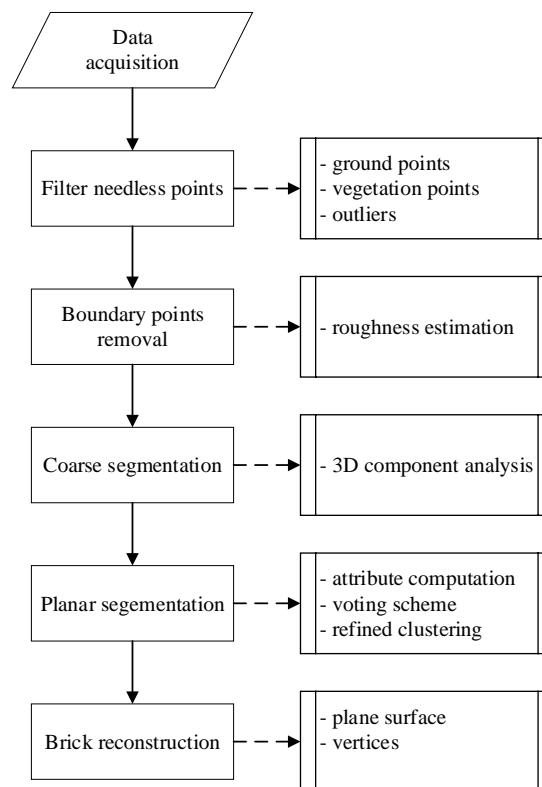 Data
acquisition
Filter needless points
- ground points
- vegetation points
- outliers
Boundary points
removal
- roughness estimation
Coarse segmentation
- 3D component analysis
Planar segementation
- attribute computation
- voting scheme
- refined clustering
Brick reconstruction
- plane surface
- vertices